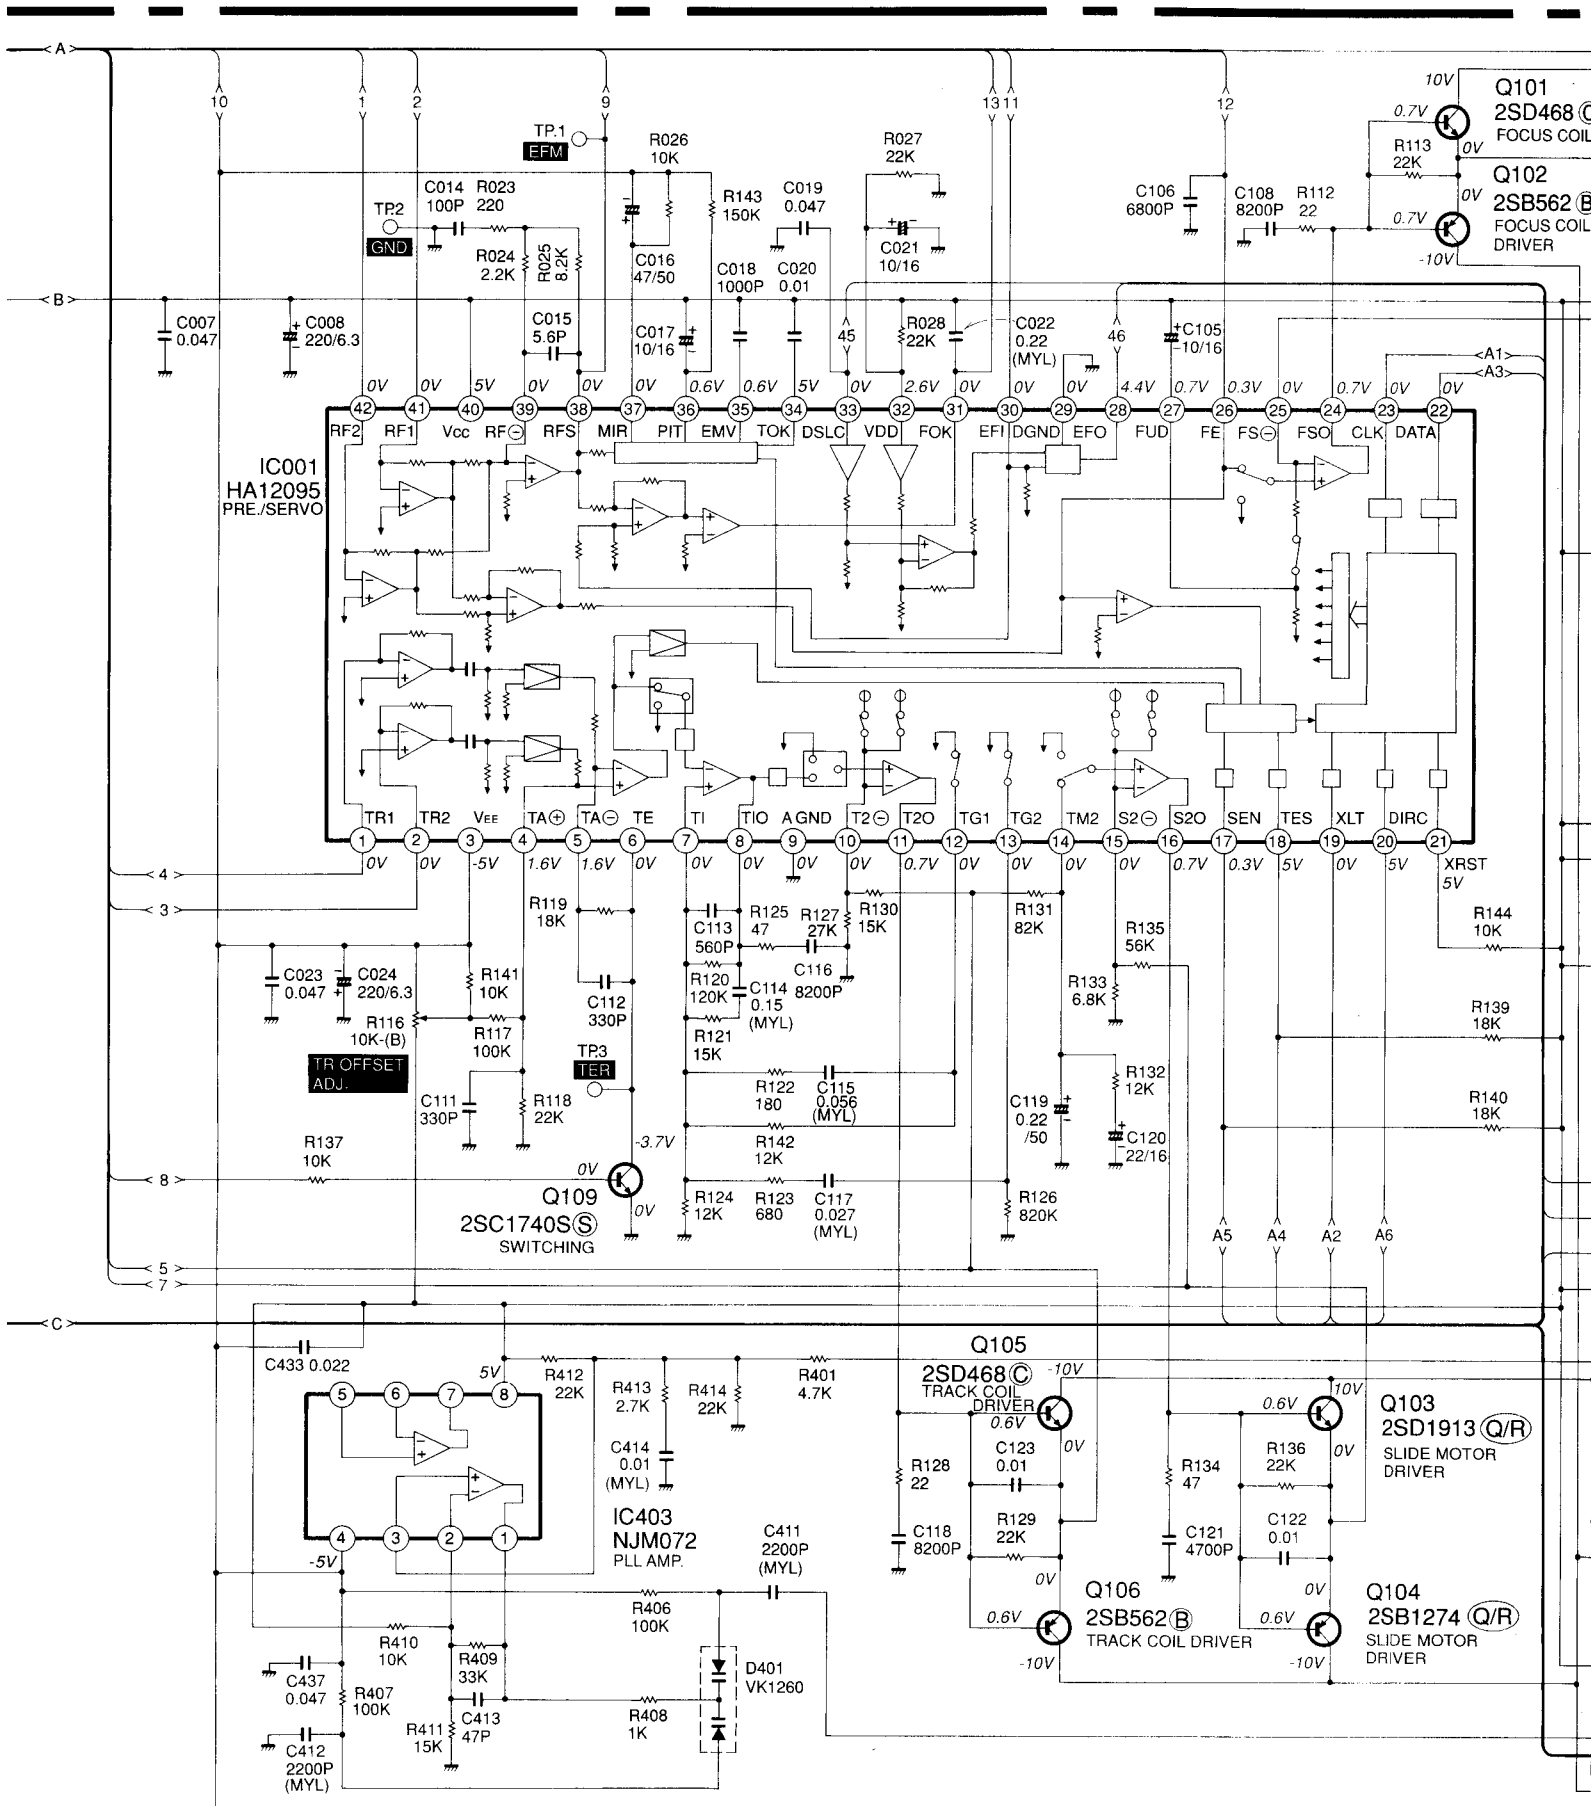 <A>
10
1
2
9
13
11
12
10V
Q101
2SD468 C
FOCUS COIL
0.7V
0V
R113
22K
Q102
2SB562 B
FOCUS COIL
DRIVER
0V
0.7V
-10V
TP.1
EFM
R026
10K
R027
22K
C014
100P
R023
220
TP.2
GND
R024
2.2K
R025
8.2K
C016
47/50
R143
150K
C019
0.047
C021
10/16
C106
6800P
C108
8200P
R112
22
C018
1000P
C020
0.01
<B>
C007
0.047
C008
220/6.3
C015
5.6P
C017
10/16
45
R028
22K
C022
0.22
(MYL)
46
C105
10/16
<A1>
<A3>
0V 0V 5V 0V 0V 0V 0.6V 0.6V 5V 0V 2.6V 0V 0V 0V 4.4V 0.7V 0.3V 0V 0.7V 0V 0V
42 41 40 39 38 37 36 35 34 33 32 31 30 29 28 27 26 25 24 23 22
RF2 RF1 Vcc RF⊖ RFS MIR PIT EMV TOK DSLC VDD FOK EFI DGND EFO FUD FE FS⊖ FSO CLK DATA
IC001
HA12095
PRE./SERVO
TR1 TR2 VEE TA⊕ TA⊖ TE TI TIO A GND T2⊖ T2O TG1 TG2 TM2 S2⊖ S2O SEN TES XLT DIRC
1 2 3 4 5 6 7 8 9 10 11 12 13 14 15 16 17 18 19 20 21
0V 0V -5V 1.6V 1.6V 0V 0V 0V 0V 0V 0.7V 0V 0V 0V 0V 0.7V 0.3V 5V 0V 5V
XRST
5V
< 4 >
< 3 >
R119
18K
C113
560P
R125
47
R127
27K
R130
15K
R131
82K
R135
56K
R144
10K
C023
0.047
C024
220/6.3
R141
10K
C112
330P
R120
120K
C114
0.15
(MYL)
C116
8200P
R133
6.8K
R116
10K-(B)
R117
100K
R121
15K
R139
18K
TR OFFSET
ADJ.
TP.3
TER
C111
330P
R118
22K
R122
180
C115
0.056
(MYL)
C119
0.22
/50
R132
12K
R140
18K
R137
10K
-3.7V
R142
12K
C120
22/16
< 8 >
0V
Q109
2SC1740S S
SWITCHING
0V
R124
12K
R123
680
C117
0.027
(MYL)
R126
820K
A5
A4
A2
A6
< 5 >
< 7 >
<C>
C433 0.022
5V
R412
22K
R413
2.7K
R414
22K
R401
4.7K
Q105
2SD468 C
TRACK COIL
DRIVER
-10V
0.6V
0V
10V
0.6V
0V
Q103
2SD1913 Q/R
SLIDE MOTOR
DRIVER
5 6 7 8
C414
0.01
(MYL)
C123
0.01
R128
22
R129
22K
C118
8200P
R134
47
R136
22K
C121
4700P
C122
0.01
4 3 2 1
-5V
IC403
NJM072
PLL AMP.
C411
2200P
(MYL)
0V
0.6V
-10V
Q106
2SB562 B
TRACK COIL DRIVER
0V
0.6V
-10V
Q104
2SB1274 Q/R
SLIDE MOTOR
DRIVER
R406
100K
R410
10K
R409
33K
C437
0.047
R407
100K
D401
VK1260
R411
15K
C413
47P
R408
1K
C412
2200P
(MYL)